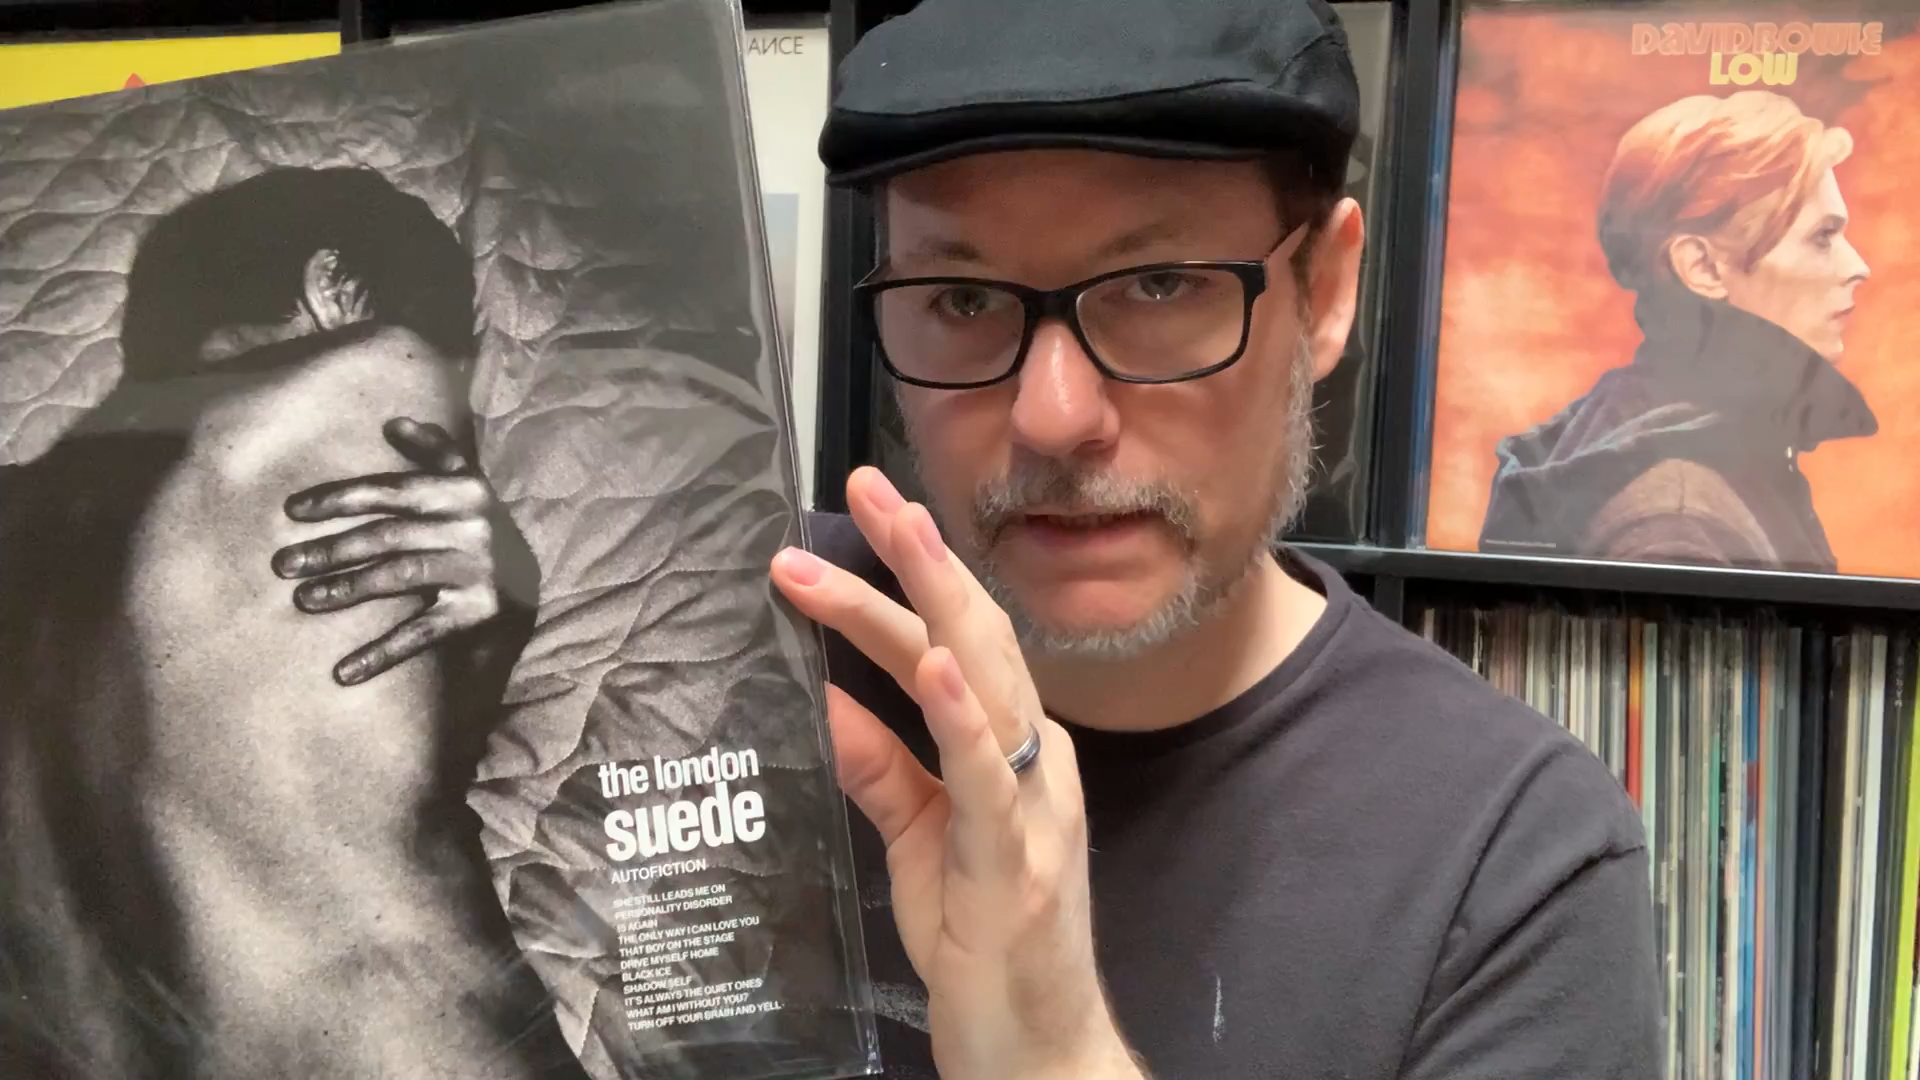 ANCE
DAVID BOWIE
LOW
the london
suede
AUTOFICTION
SHE STILL LEADS ME ON
PERSONALITY DISORDER
15 AGAIN
THE ONLY WAY I CAN LOVE YOU
THAT BOY ON THE STAGE
DRIVE MYSELF HOME
BLACK ICE
SHADOW SELF
IT'S ALWAYS THE QUIET ONES
WHAT AM I WITHOUT YOU?
TURN OFF YOUR BRAIN AND YELL